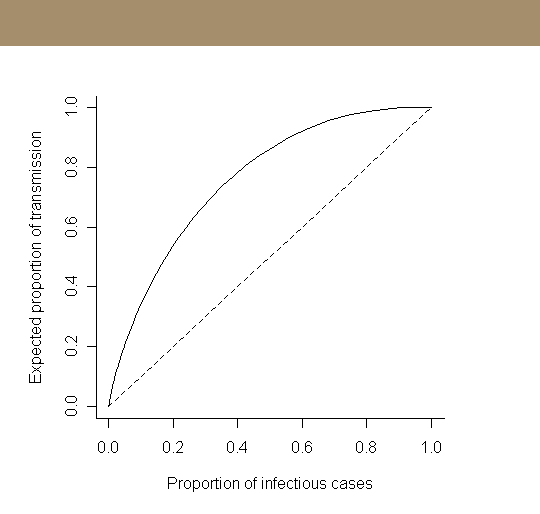 1.0
0.8
0.6
0.4
0.2
0.0
Expected proportion of transmission
0.0 0.2 0.4 0.6 0.8 1.0
Proportion of infectious cases